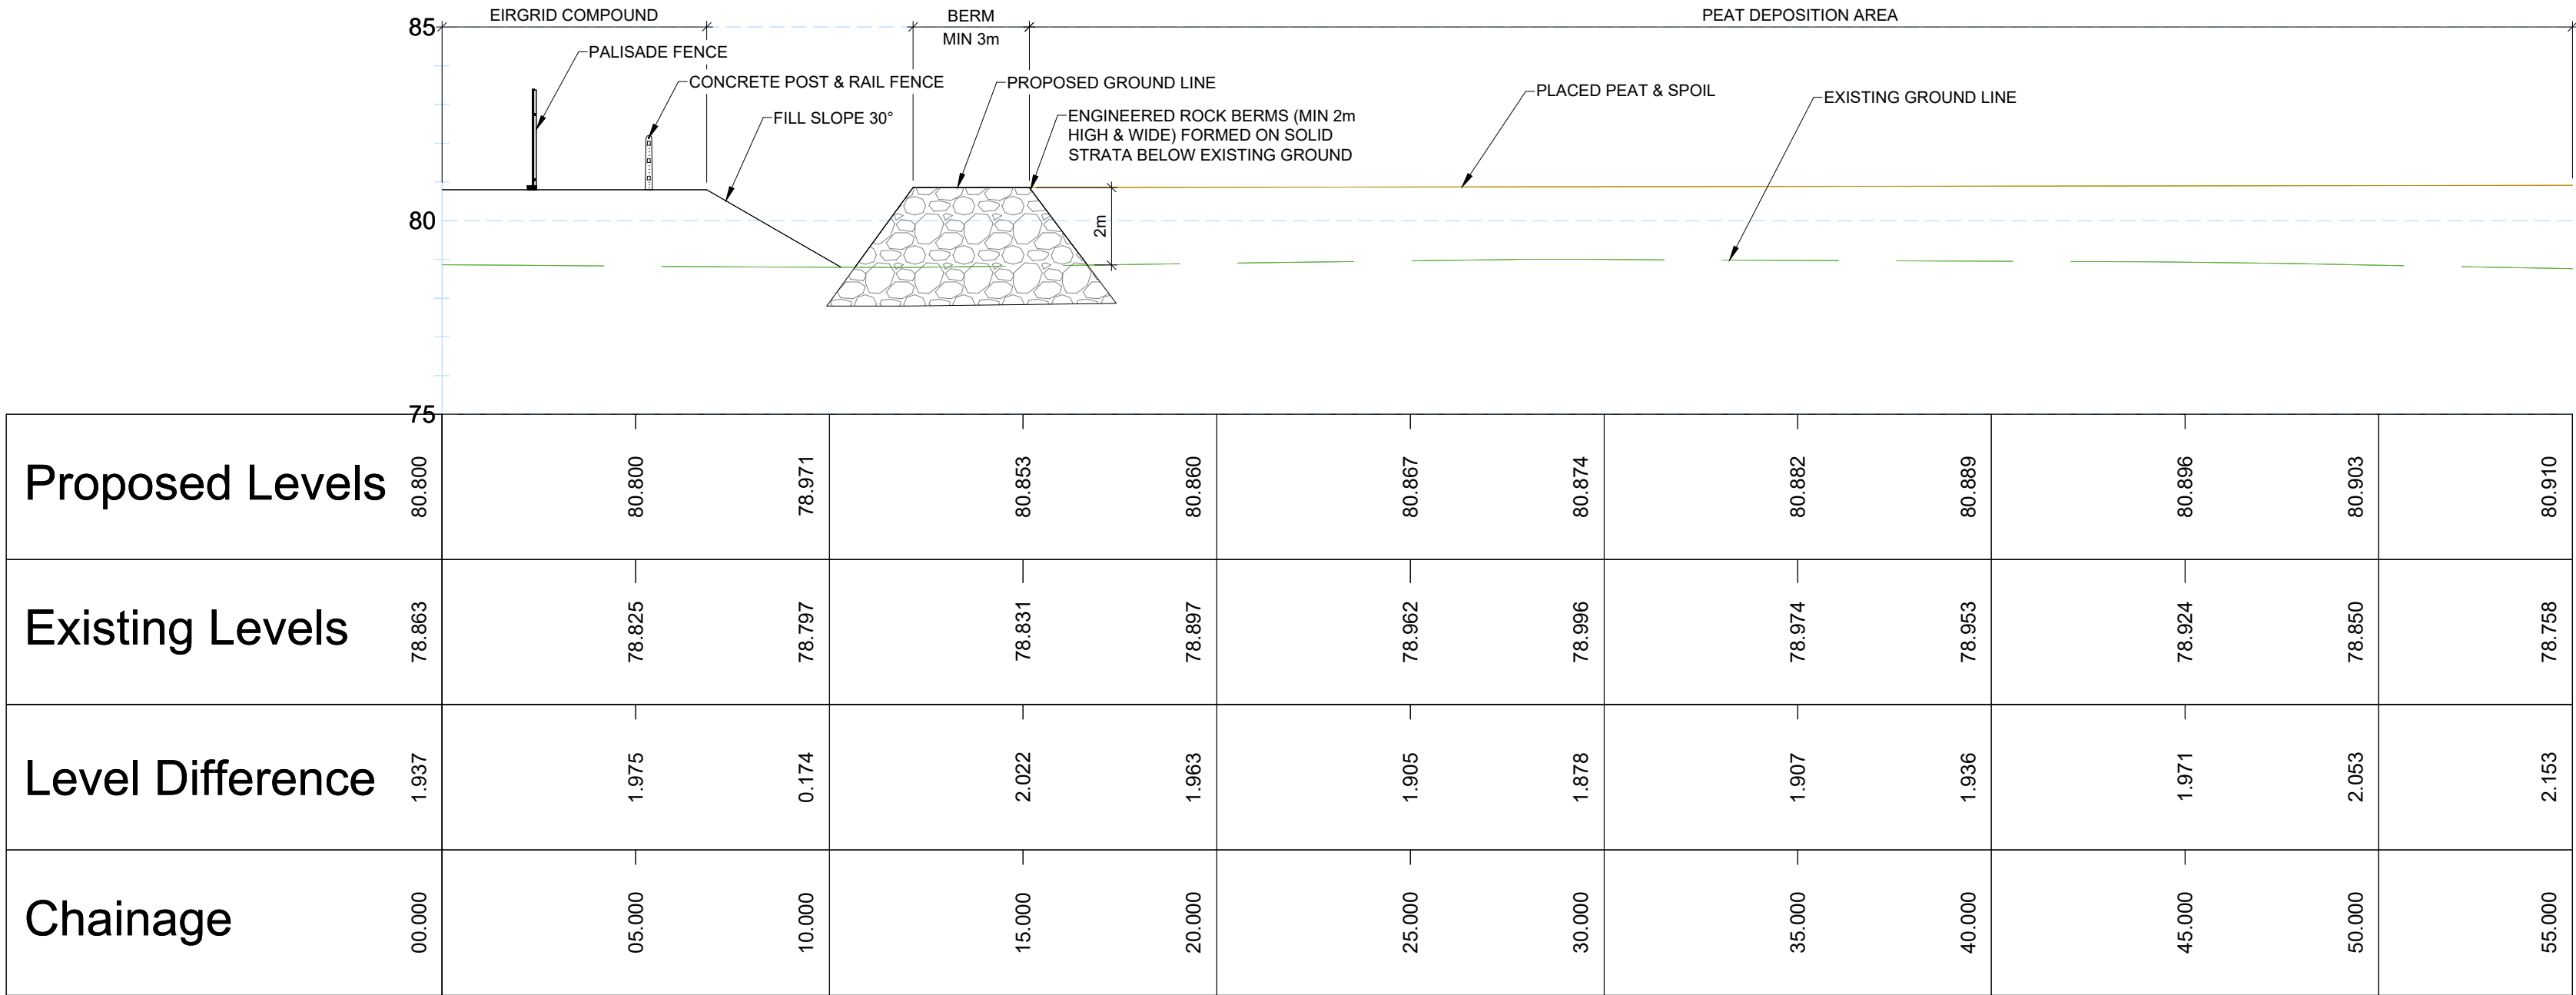 EIRGRID COMPOUND
BERM
MIN 3m
PEAT DEPOSITION AREA
85
PALISADE FENCE
CONCRETE POST & RAIL FENCE
FILL SLOPE 30°
PROPOSED GROUND LINE
ENGINEERED ROCK BERMS (MIN 2m
HIGH & WIDE) FORMED ON SOLID
STRATA BELOW EXISTING GROUND
PLACED PEAT & SPOIL
EXISTING GROUND LINE
80
2m
75
Proposed Levels 80.800 80.800 78.971 80.853 80.860 80.867 80.874 80.882 80.889 80.896 80.903 80.910
Existing Levels 78.863 78.825 78.797 78.831 78.897 78.962 78.996 78.974 78.953 78.924 78.850 78.758
Level Difference 1.937 1.975 0.174 2.022 1.963 1.905 1.878 1.907 1.936 1.971 2.053 2.153
Chainage 00.000 05.000 10.000 15.000 20.000 25.000 30.000 35.000 40.000 45.000 50.000 55.000